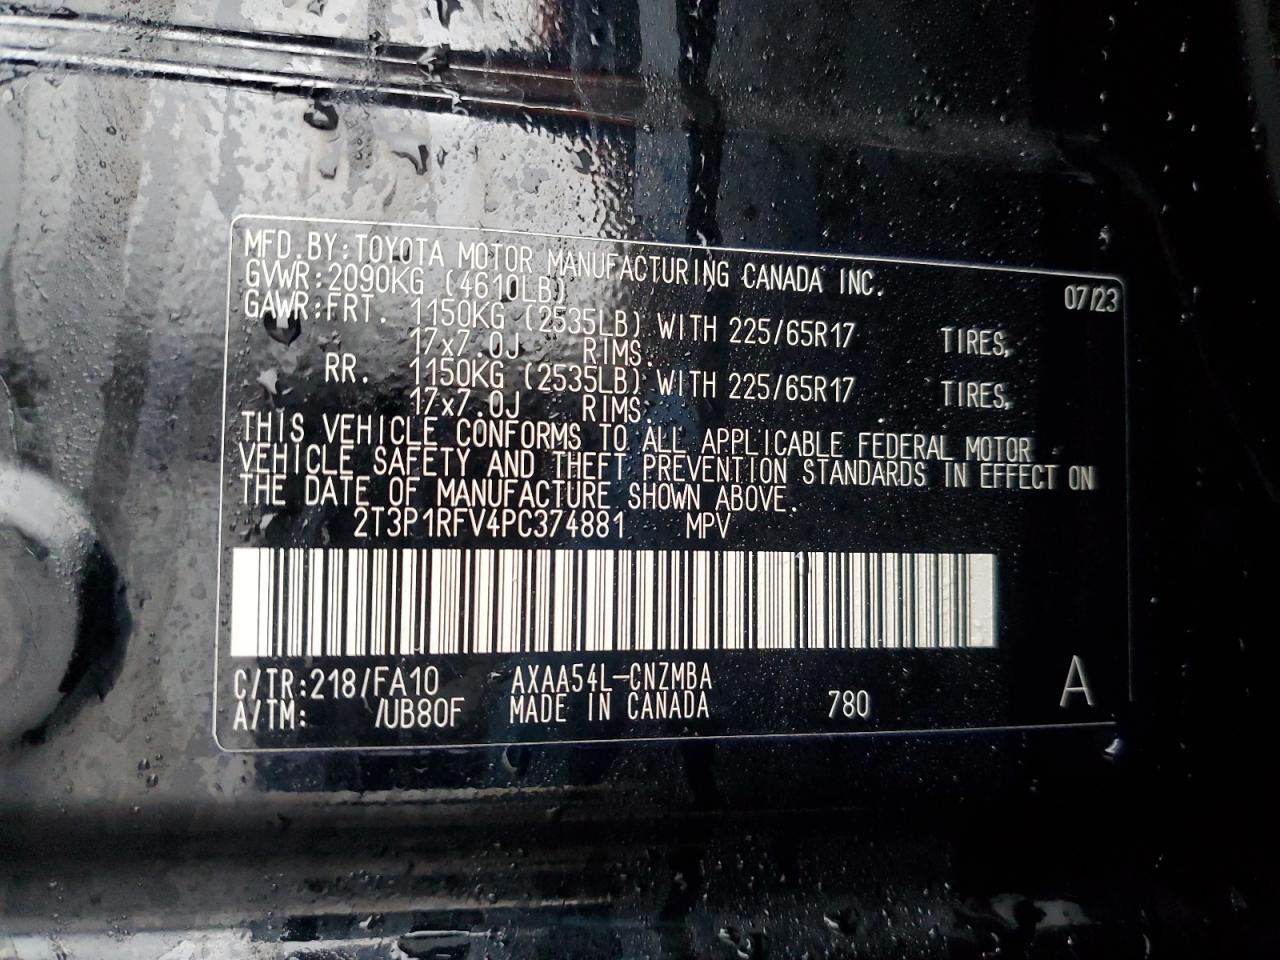 MFD.BY:TOYOTA MOTOR MANUFACTURING CANADA INC.
07/23
GVWR:2090KG (4610LB)
GAWR:FRT. 1150KG (2535LB) WITH 225/65R17 TIRES,
17x7.0J RIMS.
RR. 1150KG (2535LB) WITH 225/65R17 TIRES,
17x7.0J RIMS.
THIS VEHICLE CONFORMS TO ALL APPLICABLE FEDERAL MOTOR
VEHICLE SAFETY AND THEFT PREVENTION STANDARDS IN EFFECT ON
THE DATE OF MANUFACTURE SHOWN ABOVE.
2T3P1RFV4PC374881 MPV
C/TR:218/FA10 AXAA54L-CNZMBA
A/TM: /UB80F MADE IN CANADA 780 A